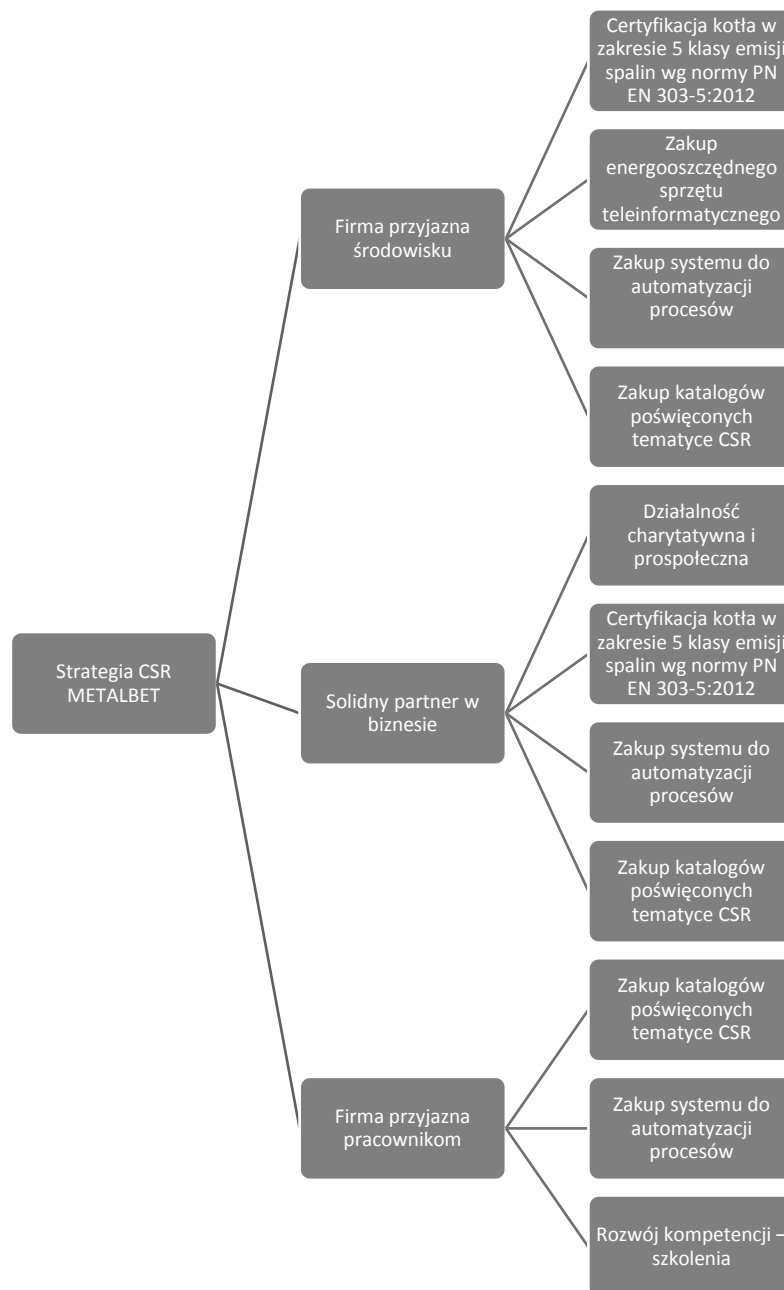 Strategia CSR
METALBET
Firma przyjazna
środowisku
Certyfikacja kotła w
zakresie 5 klasy emisji
spalin wg normy PN
EN 303-5:2012
Zakup
energooszczędnego
sprzętu
teleinformatycznego
Zakup systemu do
automatyzacji
procesów
Zakup katalogów
poświęconych
tematyce CSR
Solidny partner w
biznesie
Działalność
charytatywna i
prospołeczna
Certyfikacja kotła w
zakresie 5 klasy emisji
spalin wg normy PN
EN 303-5:2012
Zakup systemu do
automatyzacji
procesów
Zakup katalogów
poświęconych
tematyce CSR
Firma przyjazna
pracownikom
Zakup katalogów
poświęconych
tematyce CSR
Zakup systemu do
automatyzacji
procesów
Rozwój kompetencji –
szkolenia